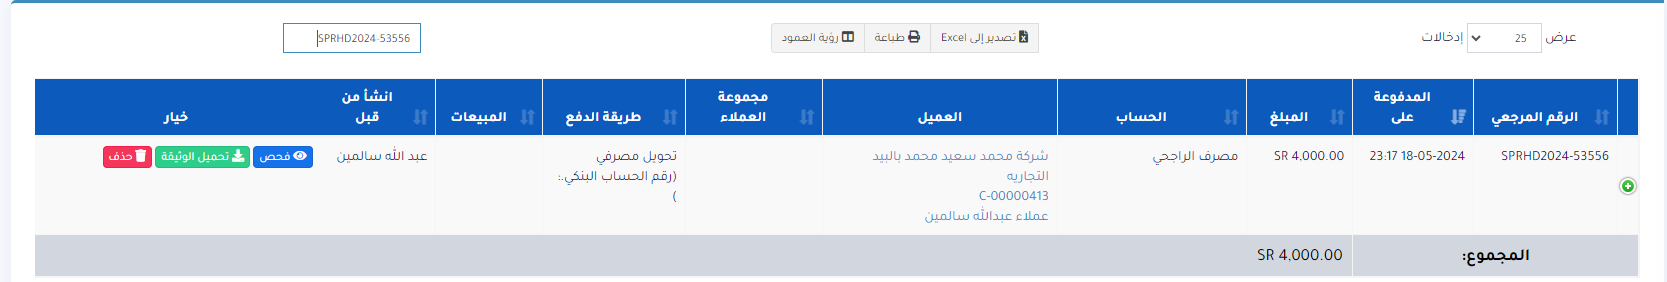 عرض 25 إدخالات
تصدير إلى Excel طباعة رؤية العمود
SPRHD2024-53556
الرقم المرجعي
المدفوعة
على
المبلغ
الحساب
العميل
مجموعة
العملاء
طريقة الدفع
المبيعات
انشأ من
قبل
خيار
SPRHD2024-53556
23:17 18-05-2024
SR 4,000.00
مصرف الراجحي
شركة محمد سعيد محمد بالبيد
التجاريه
C-00000413
عملاء عبدالله سالمين
تحويل مصرفي
(رقم الحساب البنكي.:
)
عبد الله سالمين
فحص تحميل الوثيقة حذف
المجموع: SR 4,000.00